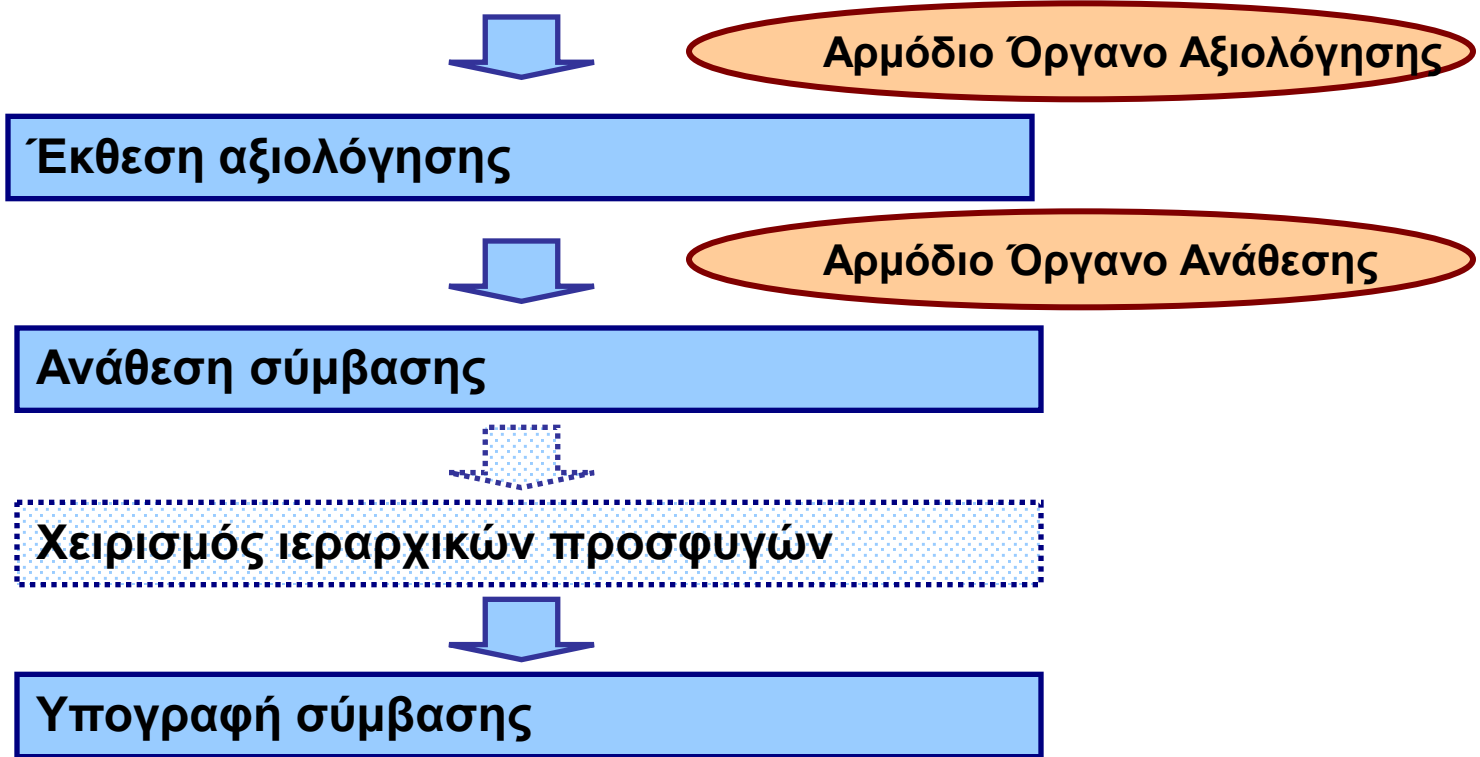 Αρμόδιο Όργανο Αξιολόγησης
Έκθεση αξιολόγησης
Αρμόδιο Όργανο Ανάθεσης
Ανάθεση σύμβασης
Χειρισμός ιεραρχικών προσφυγών
Υπογραφή σύμβασης